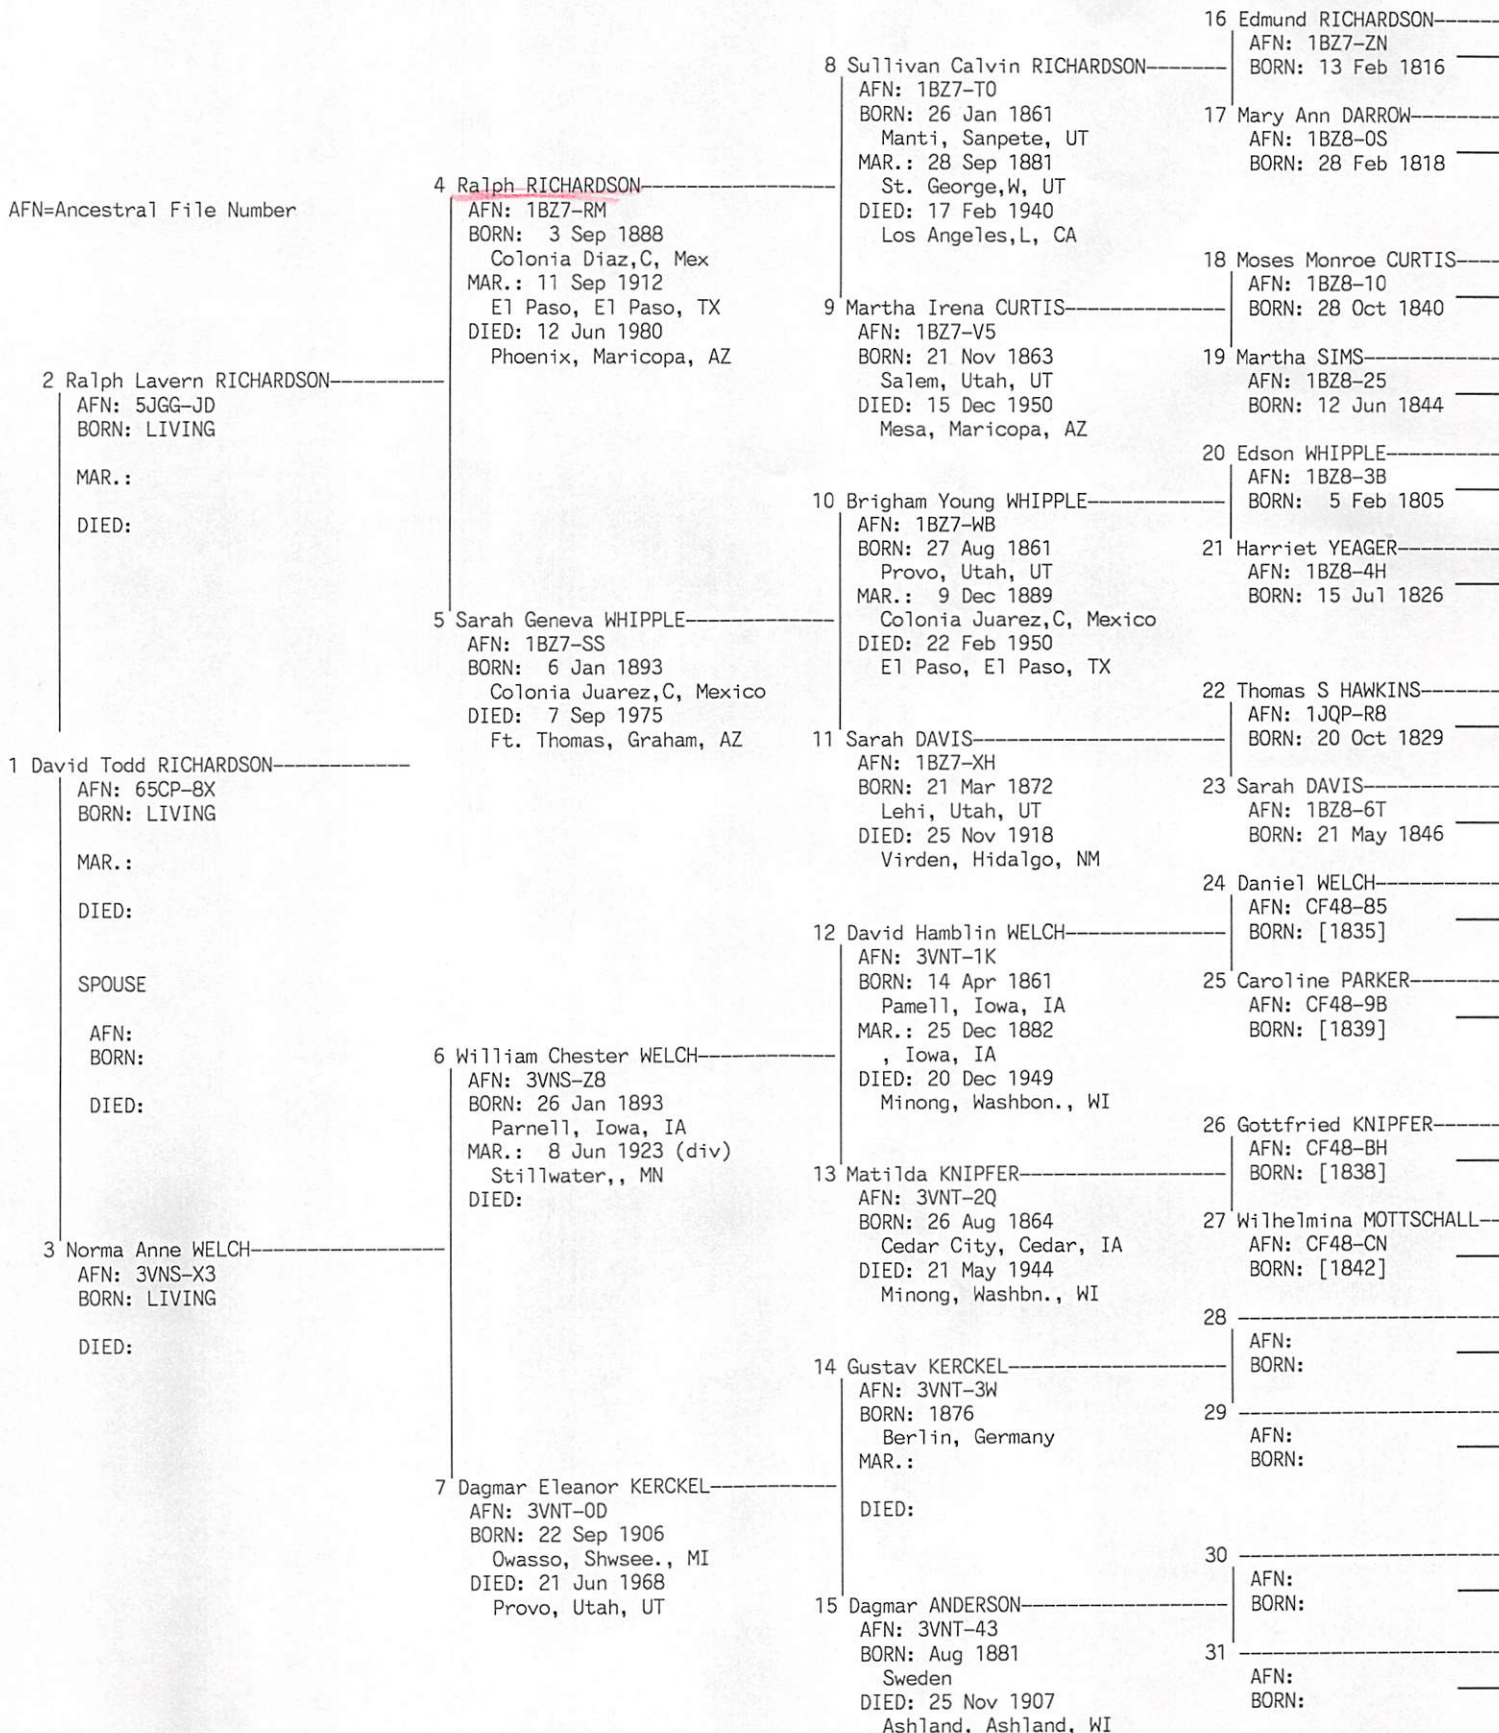 AFN=Ancestral File Number
1 David Todd RICHARDSON
AFN: 65CP-8X
BORN: LIVING
MAR.:
DIED:
SPOUSE
AFN:
BORN:
DIED:
2 Ralph Lavern RICHARDSON
AFN: 5JGG-JD
BORN: LIVING
MAR.:
DIED:
3 Norma Anne WELCH
AFN: 3VNS-X3
BORN: LIVING
DIED:
4 Ralph RICHARDSON
AFN: 1BZ7-RM
BORN: 3 Sep 1888
Colonia Diaz,C, Mex
MAR.: 11 Sep 1912
El Paso, El Paso, TX
DIED: 12 Jun 1980
Phoenix, Maricopa, AZ
5 Sarah Geneva WHIPPLE
AFN: 1BZ7-SS
BORN: 6 Jan 1893
Colonia Juarez,C, Mexico
DIED: 7 Sep 1975
Ft. Thomas, Graham, AZ
6 William Chester WELCH
AFN: 3VNS-Z8
BORN: 26 Jan 1893
Parnell, Iowa, IA
MAR.: 8 Jun 1923 (div)
Stillwater,, MN
DIED:
7 Dagmar Eleanor KERCKEL
AFN: 3VNT-0D
BORN: 22 Sep 1906
Owasso, Shwsee., MI
DIED: 21 Jun 1968
Provo, Utah, UT
8 Sullivan Calvin RICHARDSON
AFN: 1BZ7-T0
BORN: 26 Jan 1861
Manti, Sanpete, UT
MAR.: 28 Sep 1881
St. George,W, UT
DIED: 17 Feb 1940
Los Angeles,L, CA
9 Martha Irena CURTIS
AFN: 1BZ7-V5
BORN: 21 Nov 1863
Salem, Utah, UT
DIED: 15 Dec 1950
Mesa, Maricopa, AZ
10 Brigham Young WHIPPLE
AFN: 1BZ7-WB
BORN: 27 Aug 1861
Provo, Utah, UT
MAR.: 9 Dec 1889
Colonia Juarez,C, Mexico
DIED: 22 Feb 1950
El Paso, El Paso, TX
11 Sarah DAVIS
AFN: 1BZ7-XH
BORN: 21 Mar 1872
Lehi, Utah, UT
DIED: 25 Nov 1918
Virden, Hidalgo, NM
12 David Hamblin WELCH
AFN: 3VNT-1K
BORN: 14 Apr 1861
Pamell, Iowa, IA
MAR.: 25 Dec 1882
, Iowa, IA
DIED: 20 Dec 1949
Minong, Washbon., WI
13 Matilda KNIPFER
AFN: 3VNT-2Q
BORN: 26 Aug 1864
Cedar City, Cedar, IA
DIED: 21 May 1944
Minong, Washbn., WI
14 Gustav KERCKEL
AFN: 3VNT-3W
BORN: 1876
Berlin, Germany
MAR.:
DIED:
15 Dagmar ANDERSON
AFN: 3VNT-43
BORN: Aug 1881
Sweden
DIED: 25 Nov 1907
Ashland, Ashland, WI
16 Edmund RICHARDSON
AFN: 1BZ7-ZN
BORN: 13 Feb 1816
17 Mary Ann DARROW
AFN: 1BZ8-0S
BORN: 28 Feb 1818
18 Moses Monroe CURTIS
AFN: 1BZ8-10
BORN: 28 Oct 1840
19 Martha SIMS
AFN: 1BZ8-25
BORN: 12 Jun 1844
20 Edson WHIPPLE
AFN: 1BZ8-3B
BORN: 5 Feb 1805
21 Harriet YEAGER
AFN: 1BZ8-4H
BORN: 15 Jul 1826
22 Thomas S HAWKINS
AFN: 1JQP-R8
BORN: 20 Oct 1829
23 Sarah DAVIS
AFN: 1BZ8-6T
BORN: 21 May 1846
24 Daniel WELCH
AFN: CF48-85
BORN: [1835]
25 Caroline PARKER
AFN: CF48-9B
BORN: [1839]
26 Gottfried KNIPFER
AFN: CF48-BH
BORN: [1838]
27 Wilhelmina MOTTSCHALL
AFN: CF48-CN
BORN: [1842]
28
AFN:
BORN:
29
AFN:
BORN:
30
AFN:
BORN:
31
AFN:
BORN: